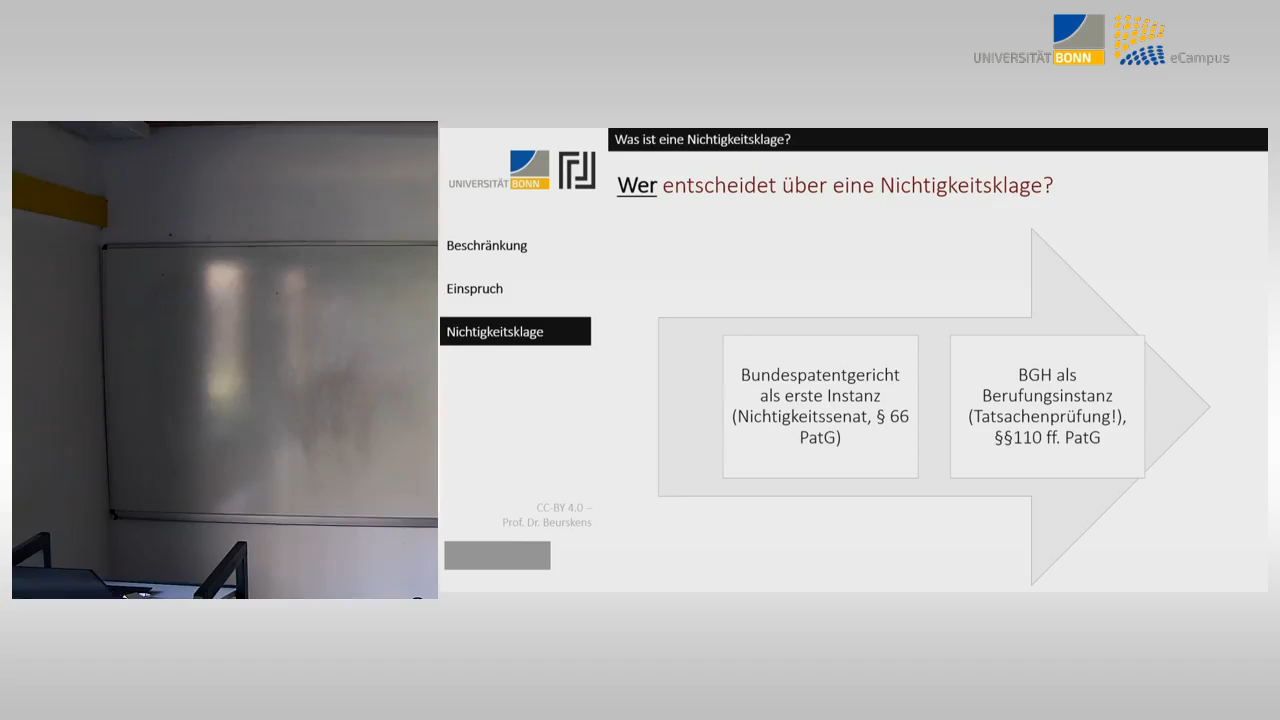 UNIVERSITÄT BONN
eCampus
Was ist eine Nichtigkeitsklage?
UNIVERSITÄT BONN
Wer entscheidet über eine Nichtigkeitsklage?
Beschränkung
Einspruch
Nichtigkeitsklage
Bundespatentgericht
als erste Instanz
(Nichtigkeitssenat, § 66
PatG)
BGH als
Berufungsinstanz
(Tatsachenprüfung!),
§§110 ff. PatG
CC-BY 4.0 –
Prof. Dr. Beurskens